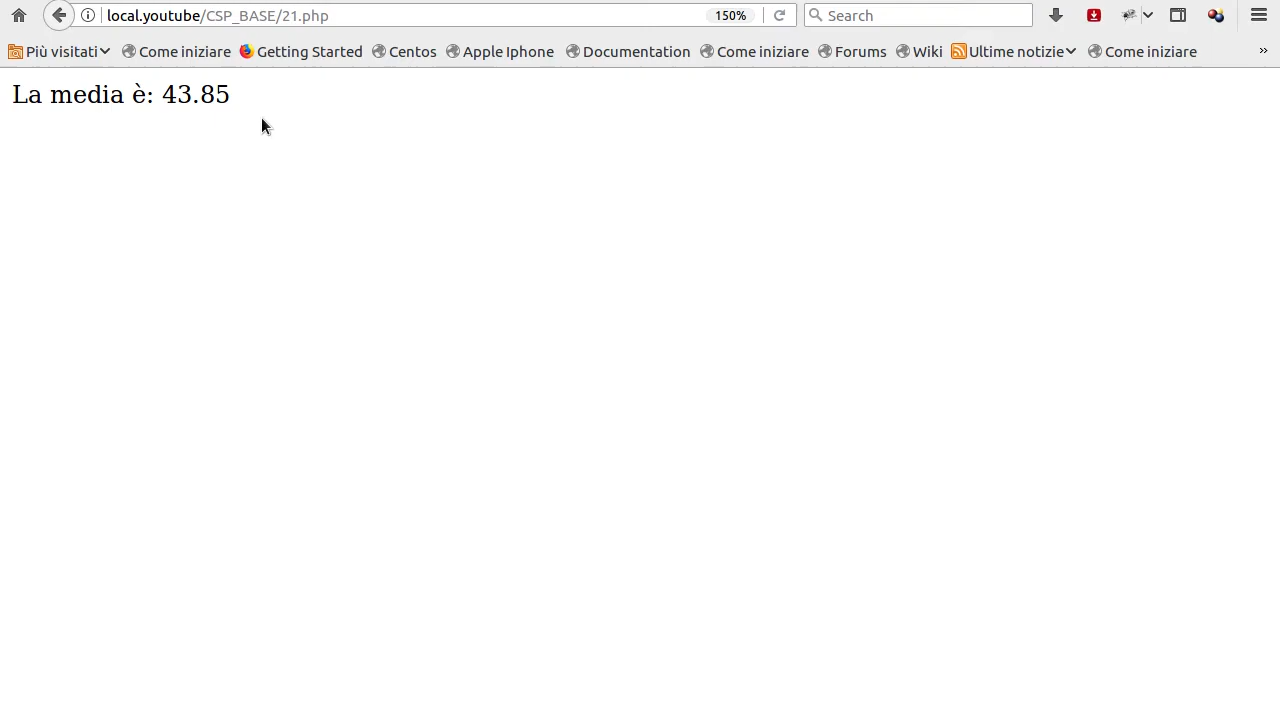 local.youtube/CSP_BASE/21.php 150% Search
Più visitati Come iniziare Getting Started Centos Apple Iphone Documentation Come iniziare Forums Wiki Ultime notizie Come iniziare »
La media è: 43.85